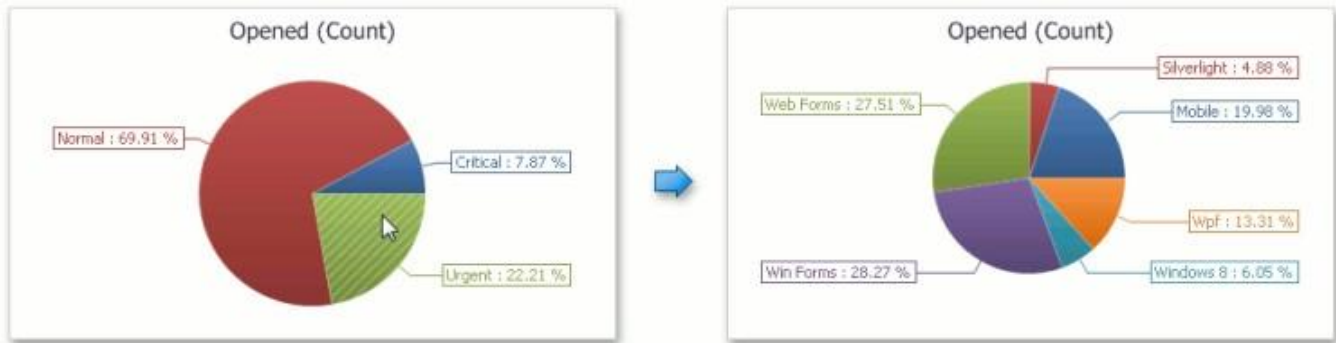 Opened (Count)
Normal : 69.91 %
Critical : 7.87 %
Urgent : 22.21 %
Opened (Count)
Silverlight : 4.88 %
Web Forms : 27.51 %
Mobile : 19.98 %
Wpf : 13.31 %
Win Forms : 28.27 %
Windows 8 : 6.05 %